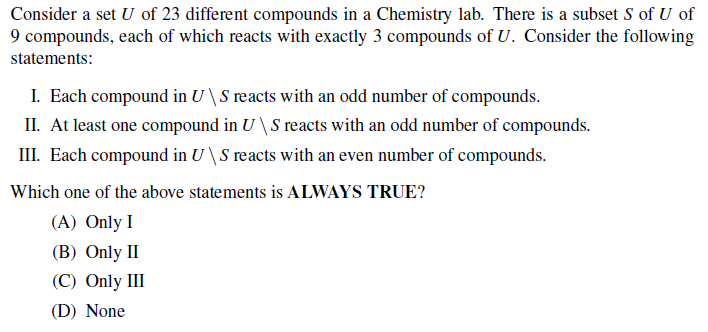 Consider a set U of 23 different compounds in a Chemistry lab. There is a subset S of U of
9 compounds, each of which reacts with exactly 3 compounds of U. Consider the following
statements:
I. Each compound in U \ S reacts with an odd number of compounds.
II. At least one compound in U \ S reacts with an odd number of compounds.
III. Each compound in U \ S reacts with an even number of compounds.
Which one of the above statements is ALWAYS TRUE?
(A) Only I
(B) Only II
(C) Only III
(D) None